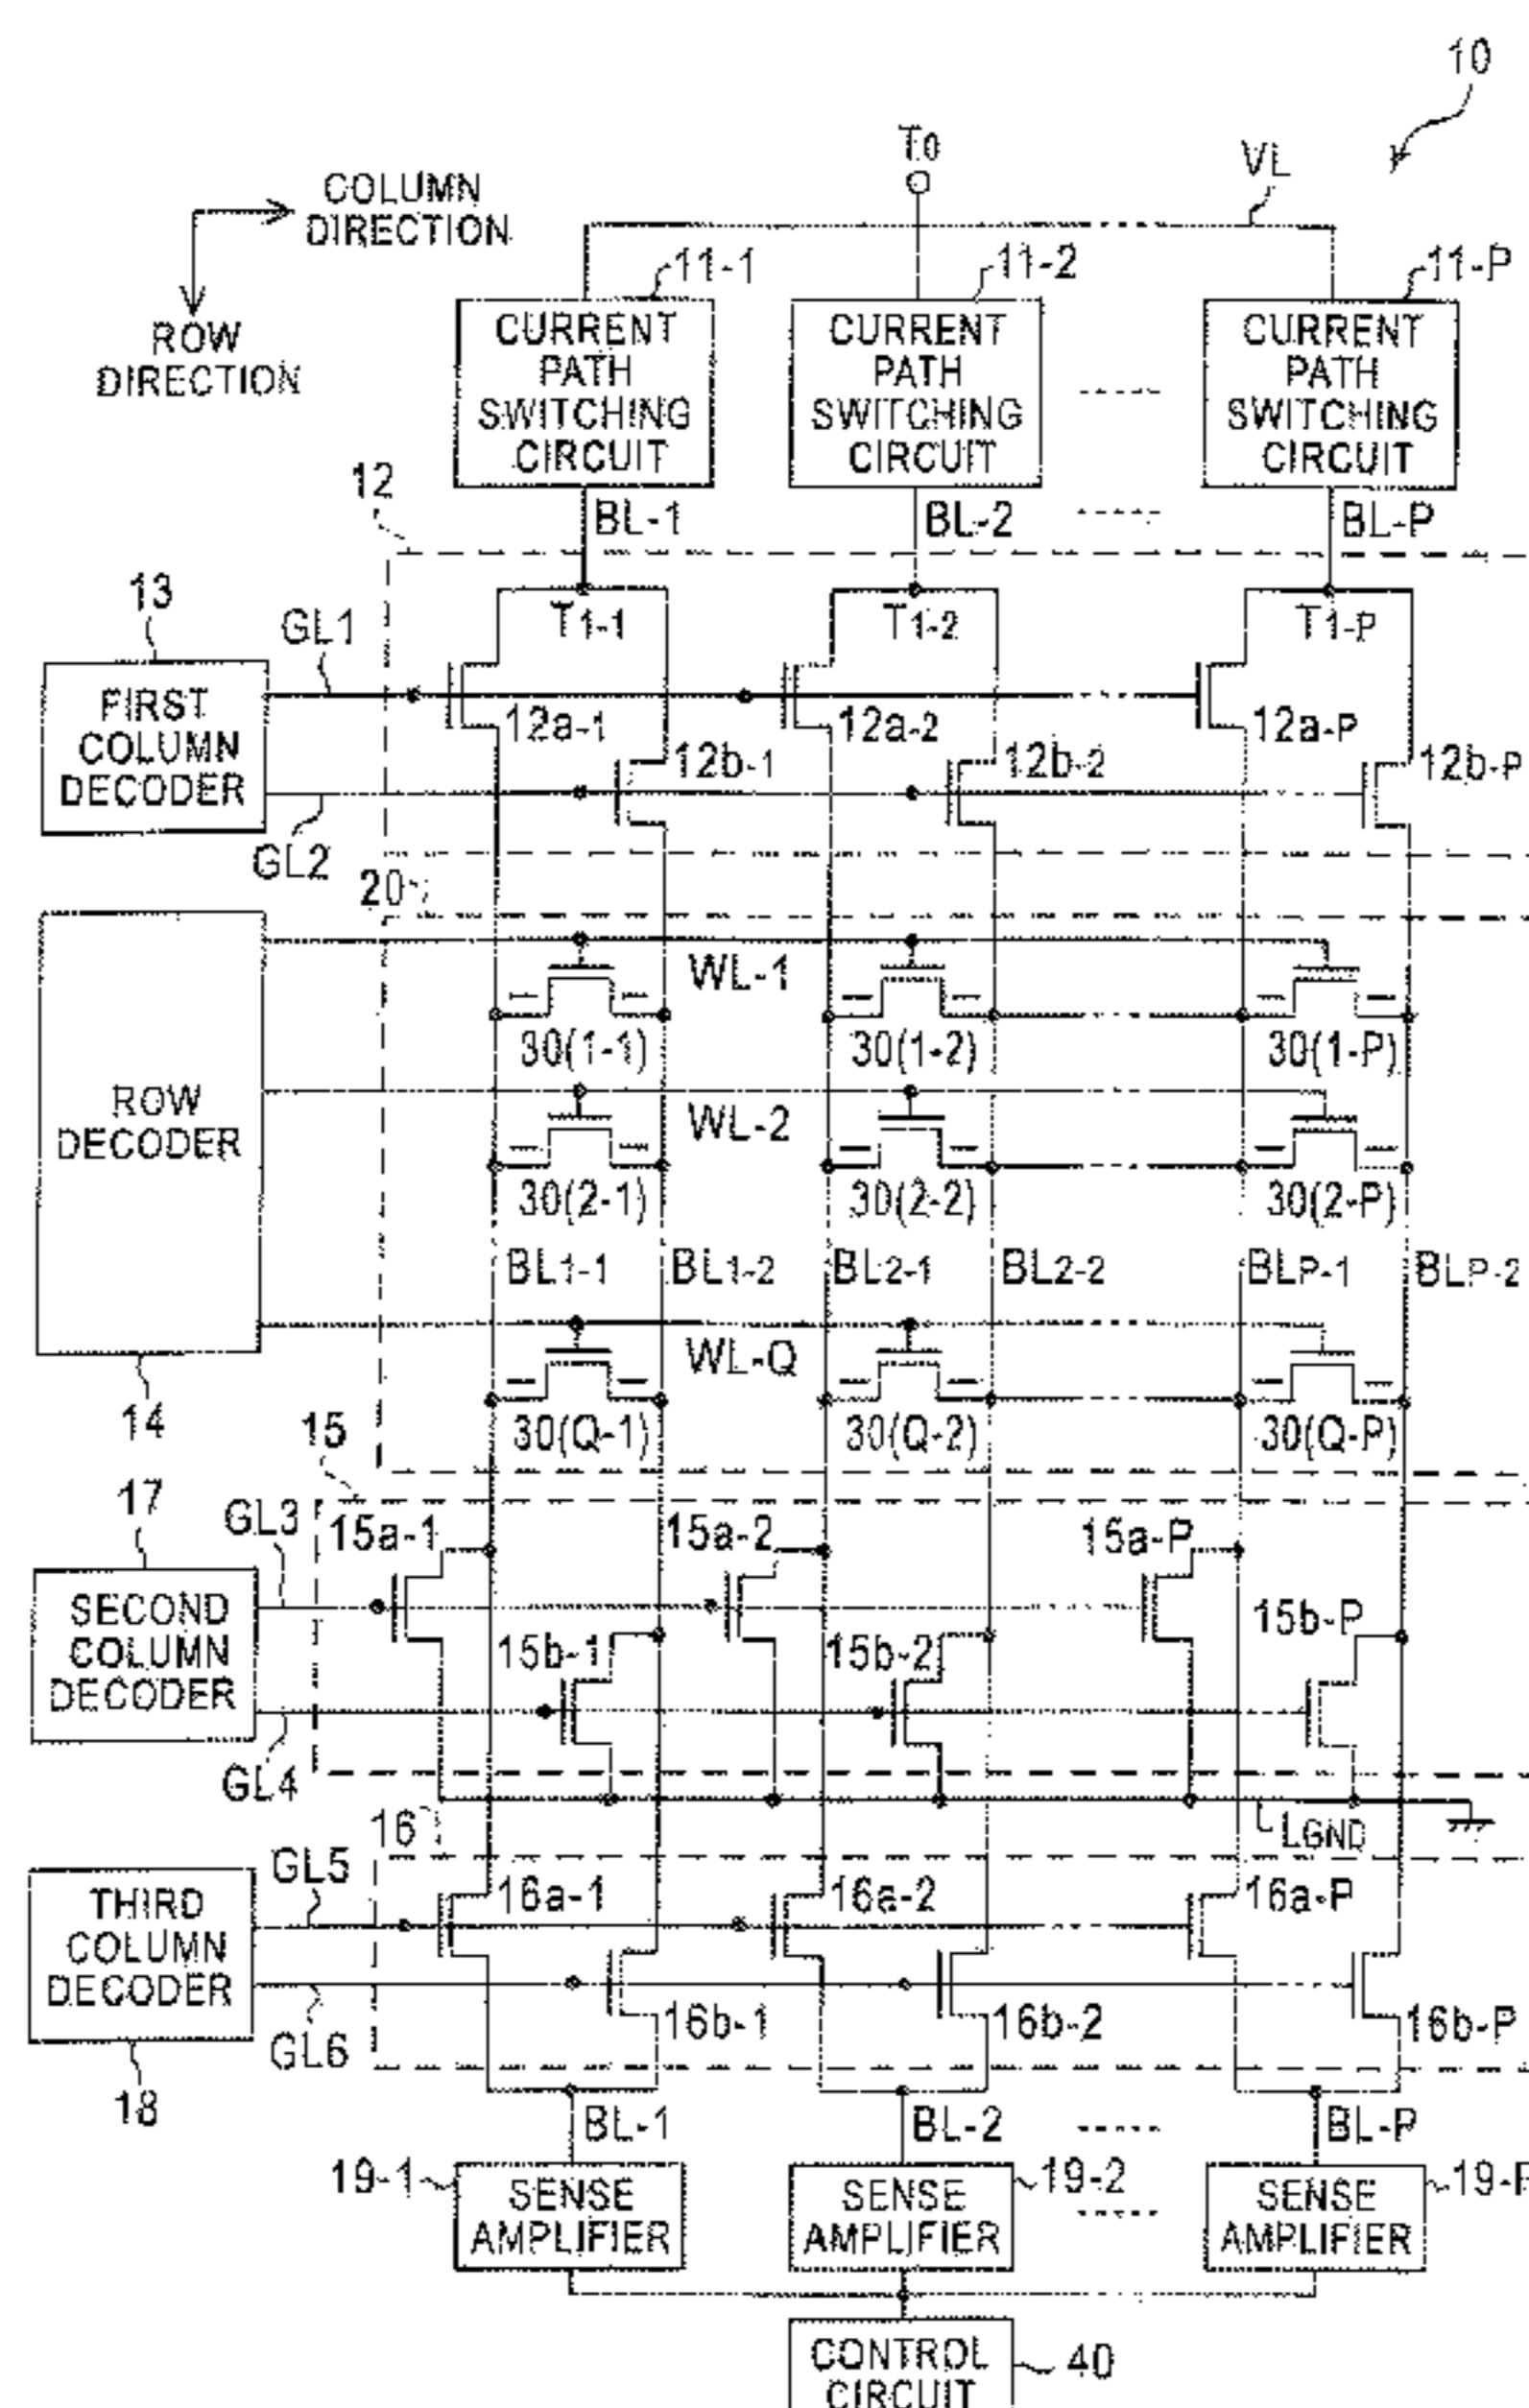 10
T0
VL
COLUMN
DIRECTION
ROW
DIRECTION
11-1
11-2
11-P
CURRENT
PATH
SWITCHING
CIRCUIT
CURRENT
PATH
SWITCHING
CIRCUIT
CURRENT
PATH
SWITCHING
CIRCUIT
12
BL-1
BL-2
BL-P
13
GL1
T1-1
T1-2
T1-P
FIRST
COLUMN
DECODER
12a-1
12a-2
12a-P
12b-1
12b-2
12b-P
GL2
20
WL-1
30(1-1)
30(1-2)
30(1-P)
ROW
DECODER
WL-2
30(2-1)
30(2-2)
30(2-P)
BL1-1
BL1-2
BL2-1
BL2-2
BLP-1
BLP-2
WL-Q
14
30(Q-1)
30(Q-2)
30(Q-P)
15
17
GL3
15a-1
15a-2
15a-P
SECOND
COLUMN
DECODER
15b-1
15b-2
15b-P
GL4
16
LGND
GL5
THIRD
COLUMN
DECODER
16a-1
16a-2
16a-P
16b-1
16b-2
16b-P
GL6
18
BL-1
BL-2
BL-P
19-1
SENSE
AMPLIFIER
19-2
SENSE
AMPLIFIER
19-P
SENSE
AMPLIFIER
CONTROL
CIRCUIT
40